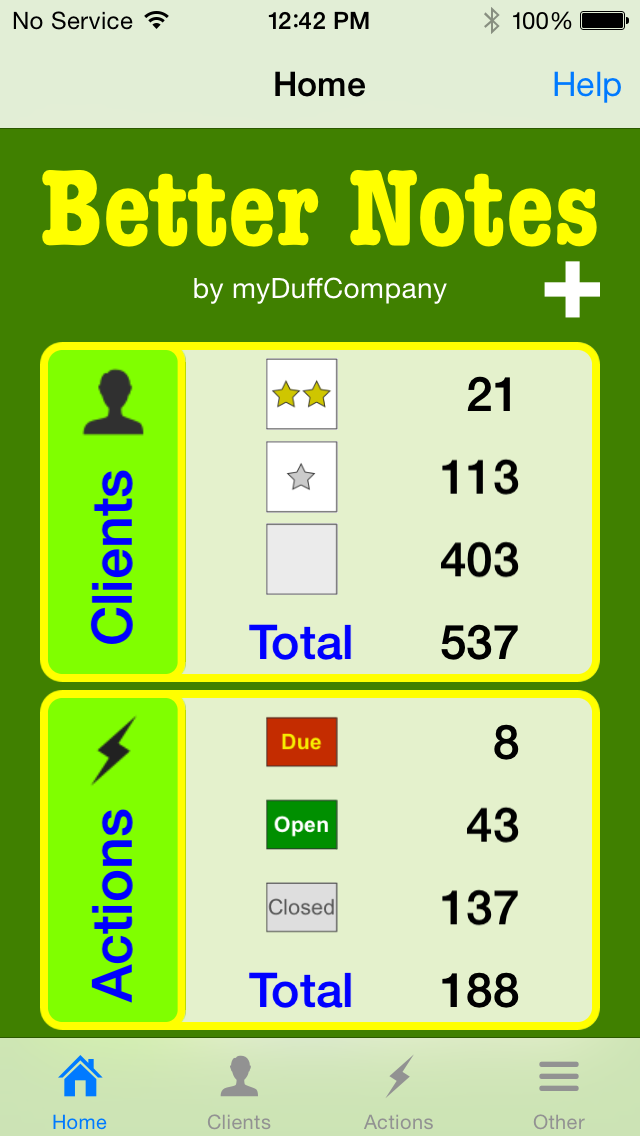 No Service 12:42 PM 100%
Home Help
Better Notes
by myDuffCompany
Clients
21
113
403
Total 537
Actions
Due 8
Open 43
Closed 137
Total 188
Home Clients Actions Other